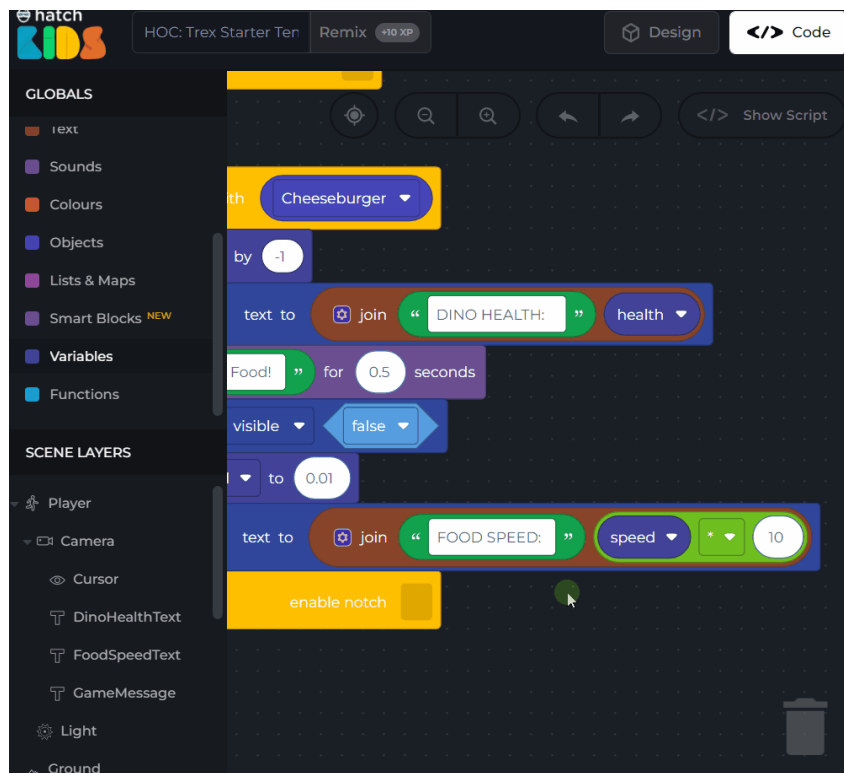 hatch
KIDS
HOC: Trex Starter Ten
Remix +10 XP
Design
</> Code
GLOBALS
Text
Sounds
Colours
Objects
Lists & Maps
Smart Blocks NEW
Variables
Functions
SCENE LAYERS
Player
Camera
Cursor
DinoHealthText
FoodSpeedText
GameMessage
Light
Ground
</> Show Script
th Cheeseburger
by -1
text to join “ DINO HEALTH: ” health
Food! ” for 0.5 seconds
visible false
to 0.01
text to join “ FOOD SPEED: ” speed * 10
enable notch